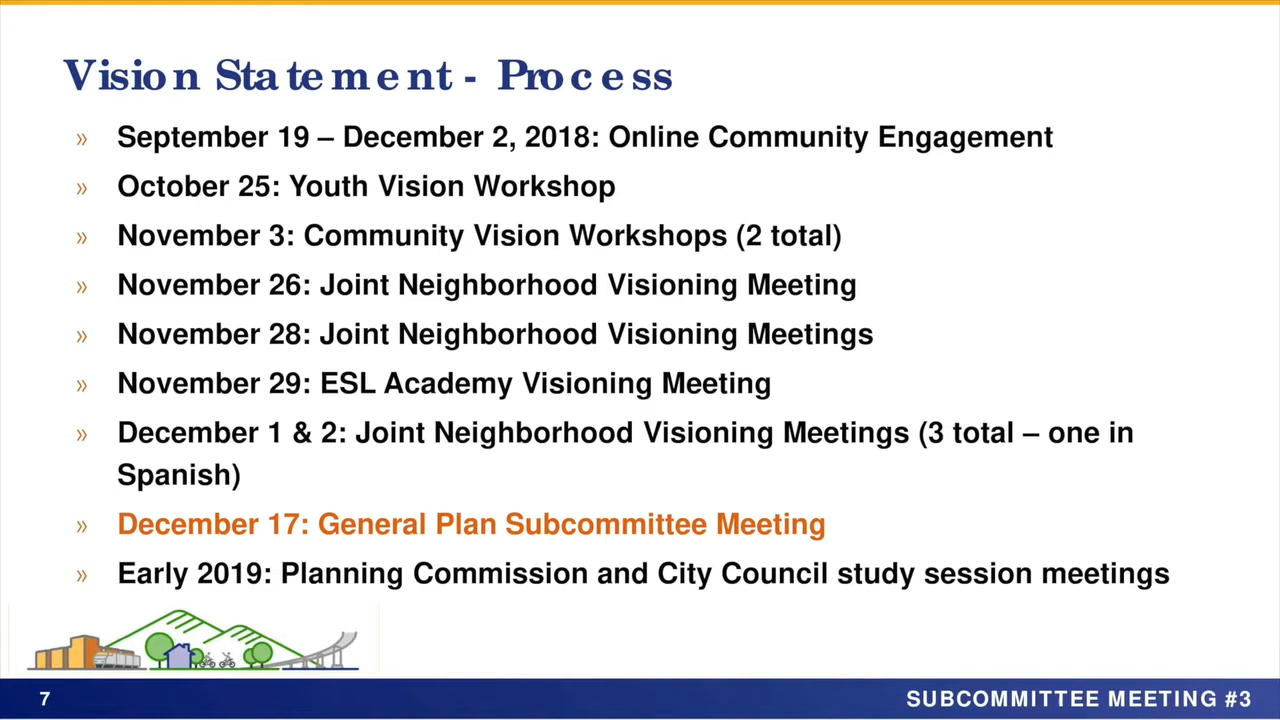 Vision Statement - Process
» September 19 – December 2, 2018: Online Community Engagement
» October 25: Youth Vision Workshop
» November 3: Community Vision Workshops (2 total)
» November 26: Joint Neighborhood Visioning Meeting
» November 28: Joint Neighborhood Visioning Meetings
» November 29: ESL Academy Visioning Meeting
» December 1 & 2: Joint Neighborhood Visioning Meetings (3 total – one in
Spanish)
» December 17: General Plan Subcommittee Meeting
» Early 2019: Planning Commission and City Council study session meetings
7
SUBCOMMITTEE MEETING #3